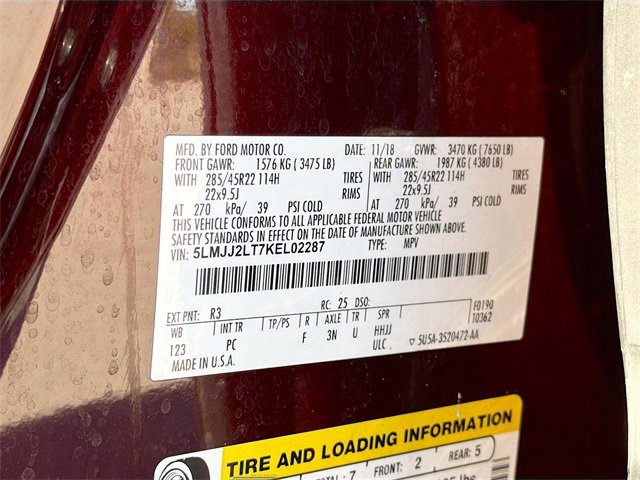 MFD. BY FORD MOTOR CO. DATE: 11/18 GVWR: 3470 KG (7650 LB)
FRONT GAWR: 1576 KG (3475 LB) REAR GAWR: 1987 KG (4380 LB)
WITH 285/45R22 114H TIRES WITH 285/45R22 114H TIRES
22x9.5J RIMS 22x9.5J RIMS
AT 270 kPa/ 39 PSI COLD AT 270 kPa/ 39 PSI COLD
THIS VEHICLE CONFORMS TO ALL APPLICABLE FEDERAL MOTOR VEHICLE
SAFETY STANDARDS IN EFFECT ON THE DATE OF MANUFACTURE SHOWN ABOVE.
VIN: 5LMJJ2LT7KEL02287 TYPE: MPV
EXT PNT: R3 RC: 25 DSO: F0190
WB INT TR TP/PS R AXLE TR SPR 10362
123 PC F 3N U HHJJ
MADE IN U.S.A. ULC ▽ 5USA-3520472-AA
TIRE AND LOADING INFORMATION
TOTAL: 7 FRONT: 2 REAR: 5
lbs